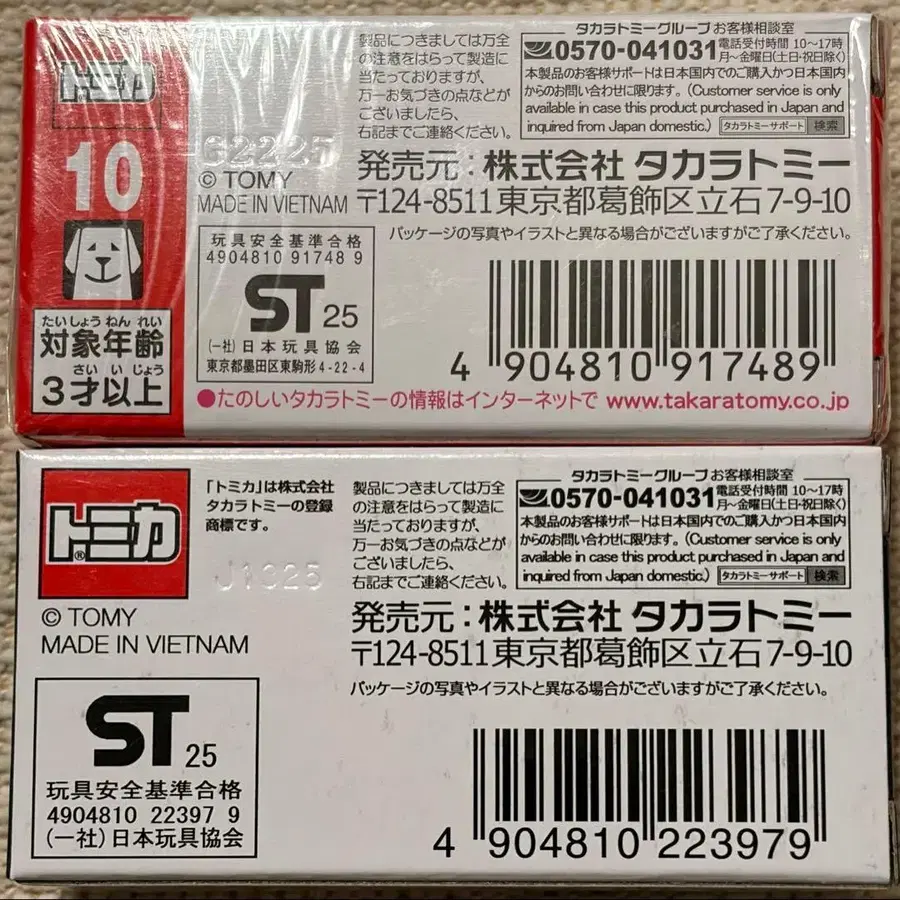 トミカ
10
たいしょうねんれい
対象年齢
さいいじょう
3才以上
62225
© TOMY
MADE IN VIETNAM
製品につきましては万全
の注意をはらって製造に
当たっておりますが、
万一お気づきの点などが
ございましたら、
右記までご連絡ください。
タカラトミーグループ お客様相談室
0570-041031 電話受付時間 10〜17時
月〜金曜日(土・日・祝日除く)
本製品のお客様サポートは日本国内でのご購入かつ日本国内
からのお問い合わせに限ります。(Customer service is only
available in case this product purchased in Japan and
inquired from Japan domestic.) タカラトミーサポート 検索
発売元:株式会社 タカラトミー
〒124-8511 東京都葛飾区立石7-9-10
パッケージの写真やイラストと異なる場合がございますがご了承ください。
玩具安全基準合格
4904810 91748 9
ST 25
(一社)日本玩具協会
東京都墨田区東駒形4-22-4
4 904810 917489
●たのしいタカラトミーの情報はインターネットで www.takaratomy.co.jp
トミカ®
「トミカ」は株式会社
タカラトミーの登録
商標です。
J1025
© TOMY
MADE IN VIETNAM
製品につきましては万全
の注意をはらって製造に
当たっておりますが、
万一お気づきの点などが
ございましたら、
右記までご連絡ください。
タカラトミーグループ お客様相談室
0570-041031 電話受付時間 10〜17時
月〜金曜日(土・日・祝日除く)
本製品のお客様サポートは日本国内でのご購入かつ日本国内
からのお問い合わせに限ります。(Customer service is only
available in case this product purchased in Japan and
inquired from Japan domestic.) タカラトミーサポート 検索
発売元:株式会社 タカラトミー
〒124-8511 東京都葛飾区立石7-9-10
パッケージの写真やイラストと異なる場合がございますがご了承ください。
ST 25
玩具安全基準合格
4904810 22397 9
(一社)日本玩具協会
4 904810 223979